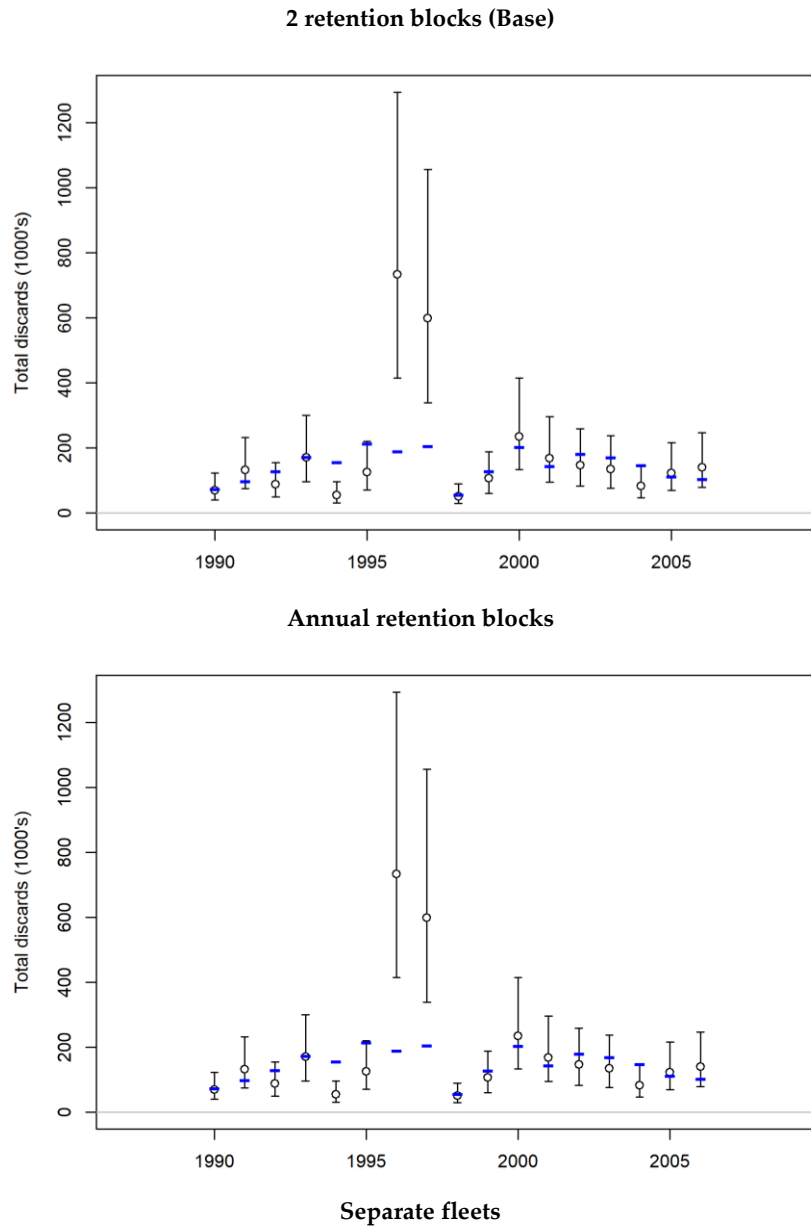 2 retention blocks (Base)
Total discards (1000's)
1200
1000
800
600
400
200
0
1990 1995 2000 2005
Annual retention blocks
Total discards (1000's)
1200
1000
800
600
400
200
0
1990 1995 2000 2005
Separate fleets